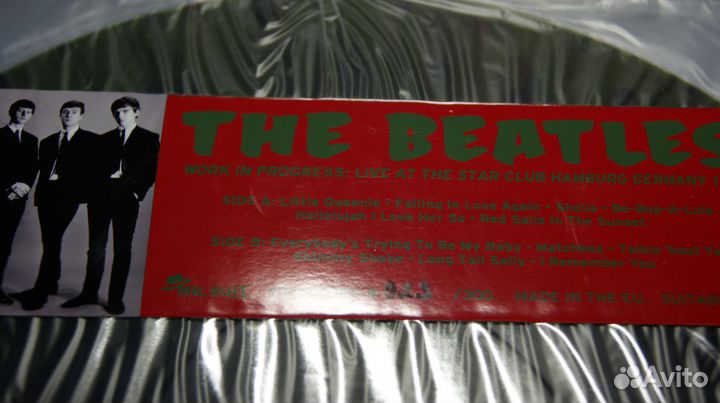 THE BEATLES
WORK IN PROGRESS: LIVE AT THE STAR CLUB HAMBURG GERMANY
SIDE A: Little Queenie - Falling In Love Again - Sheila - Be-Bop-A-Lula
Hallelujah I Love Her So - Red Sails In The Sunset
SIDE B: Everybody's Trying To Be My Baby - Matchbox - Talkin' 'bout
Shimmy Shake - Long Tall Sally - I Remember You
/300 MADE IN THE EU.
Avito